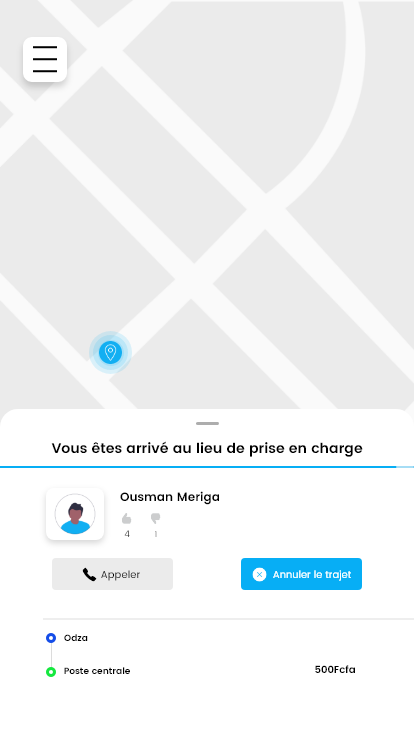 Vous êtes arrivé au lieu de prise en charge
Ousman Meriga
4 1
Appeler
Annuler le trajet
Odza
Poste centrale
500Fcfa